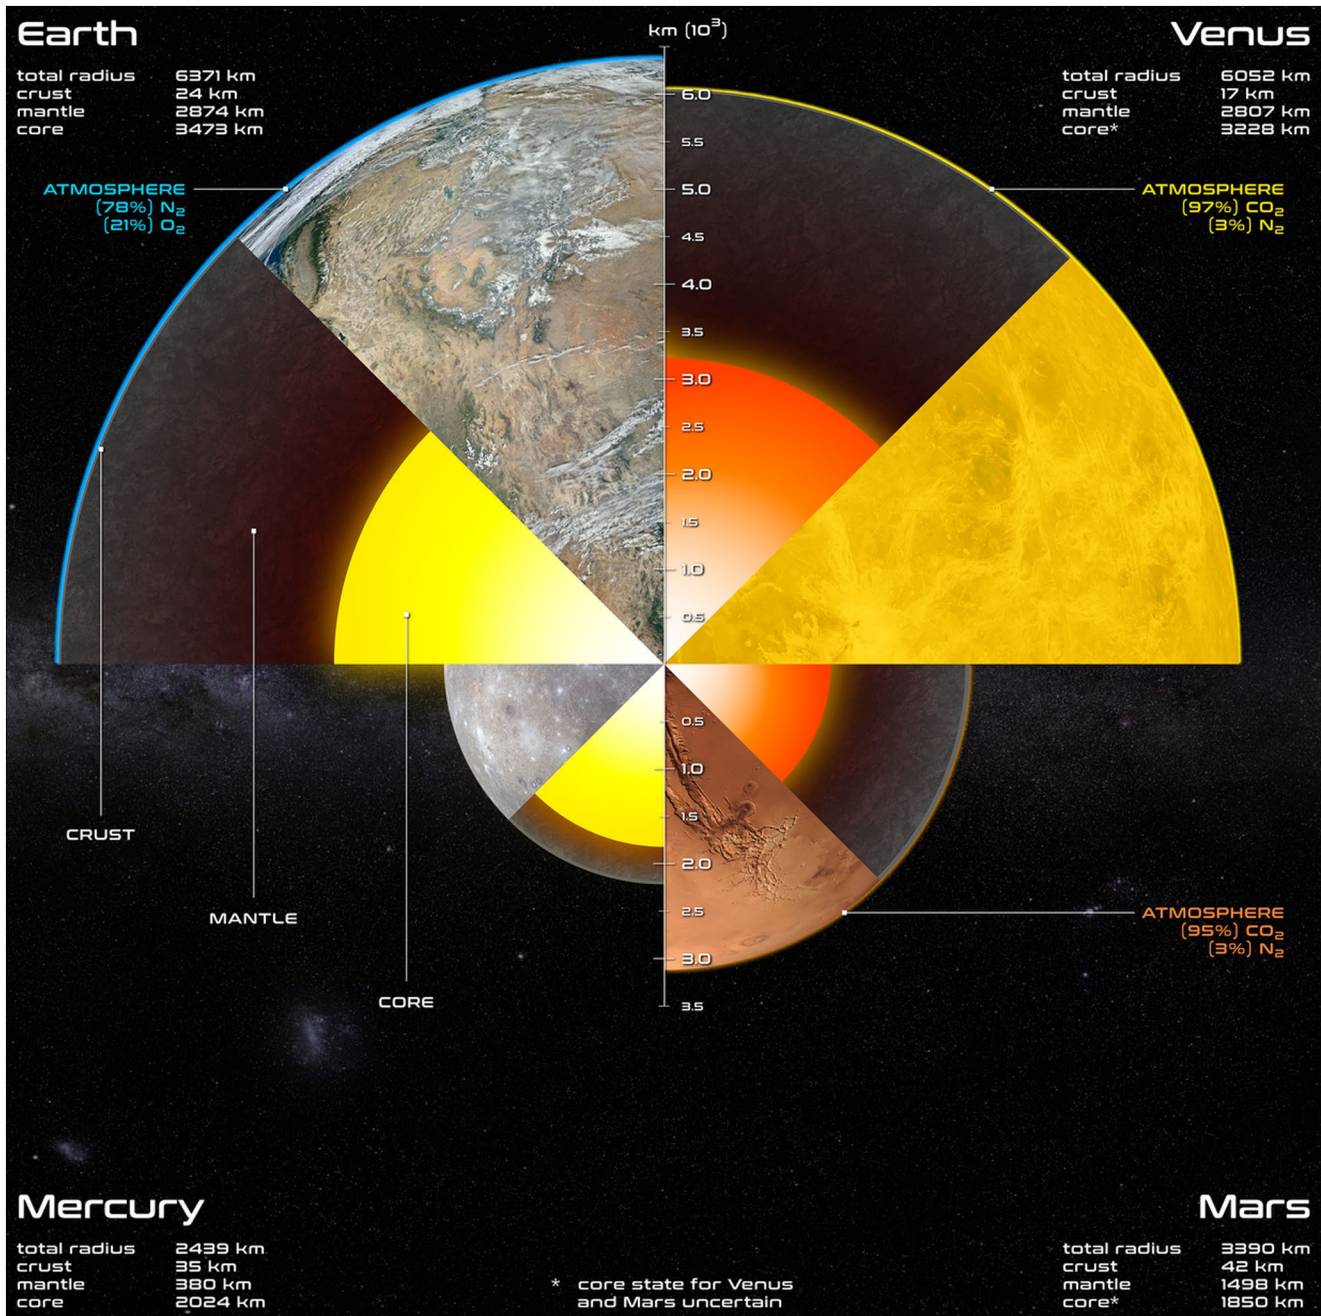 Earth
total radius 6371 km
crust 24 km
mantle 2874 km
core 3473 km
ATMOSPHERE
(78%) N₂
(21%) O₂
km (10³)
6.0
5.5
5.0
4.5
4.0
3.5
3.0
2.5
2.0
1.5
1.0
0.5
Venus
total radius 6052 km
crust 17 km
mantle 2807 km
core* 3228 km
ATMOSPHERE
(97%) CO₂
(3%) N₂
0.5
1.0
1.5
2.0
2.5
3.0
3.5
CRUST
MANTLE
CORE
ATMOSPHERE
(95%) CO₂
(3%) N₂
Mercury
total radius 2439 km
crust 35 km
mantle 380 km
core 2024 km
* core state for Venus
and Mars uncertain
Mars
total radius 3390 km
crust 42 km
mantle 1498 km
core* 1850 km